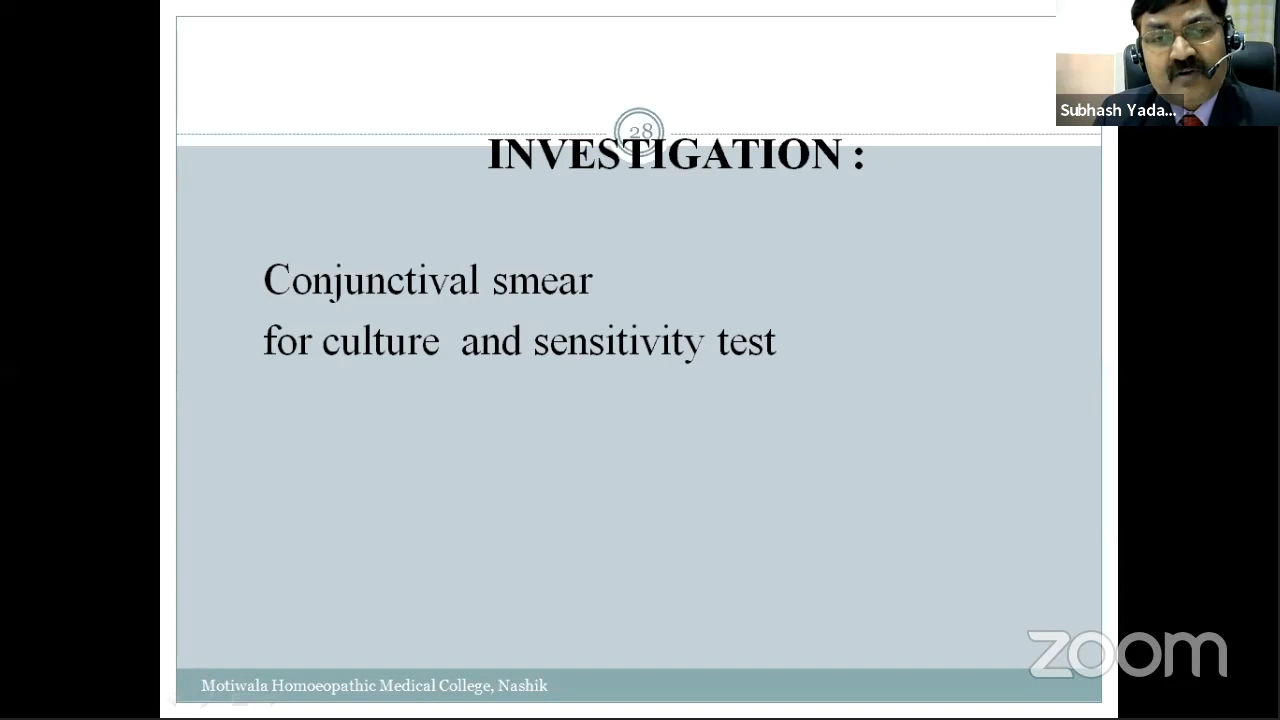 Subhash Yada...
28
INVESTIGATION :
Conjunctival smear
for culture and sensitivity test
zoom
Motiwala Homoeopathic Medical College, Nashik